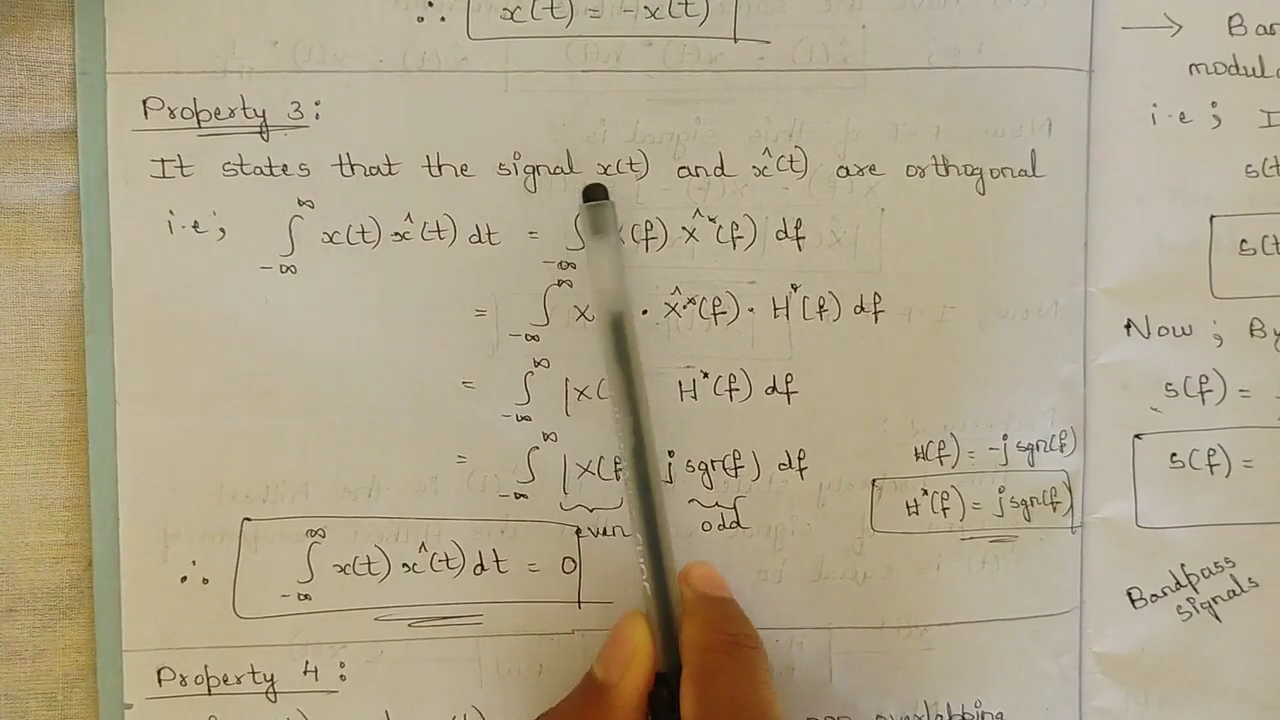 ∴ x(t) = -x(t)
Property 3:
It states that the signal x(t) and x̂(t) are orthogonal
i.e; ∫_{-∞}^{∞} x(t) x̂(t) dt = ∫_{-∞} (f) X̂*(f) df
= ∫_{-∞}^{∞} X · X̂*(f) · H*(f) df
= ∫_{-∞}^{∞} |X( H*(f) df
= ∫_{-∞}^{∞} |X(f j sgn(f) df
even odd
H(f) = -j sgn(f)
H*(f) = j sgn(f)
∴ ∫_{-∞}^{∞} x(t) x̂(t) dt = 0
Property 4:
overlapping
→ Ba
modul
i.e; I
s(t
s(t
Now; By
s(f) =
s(f) =
Bandpass
signals